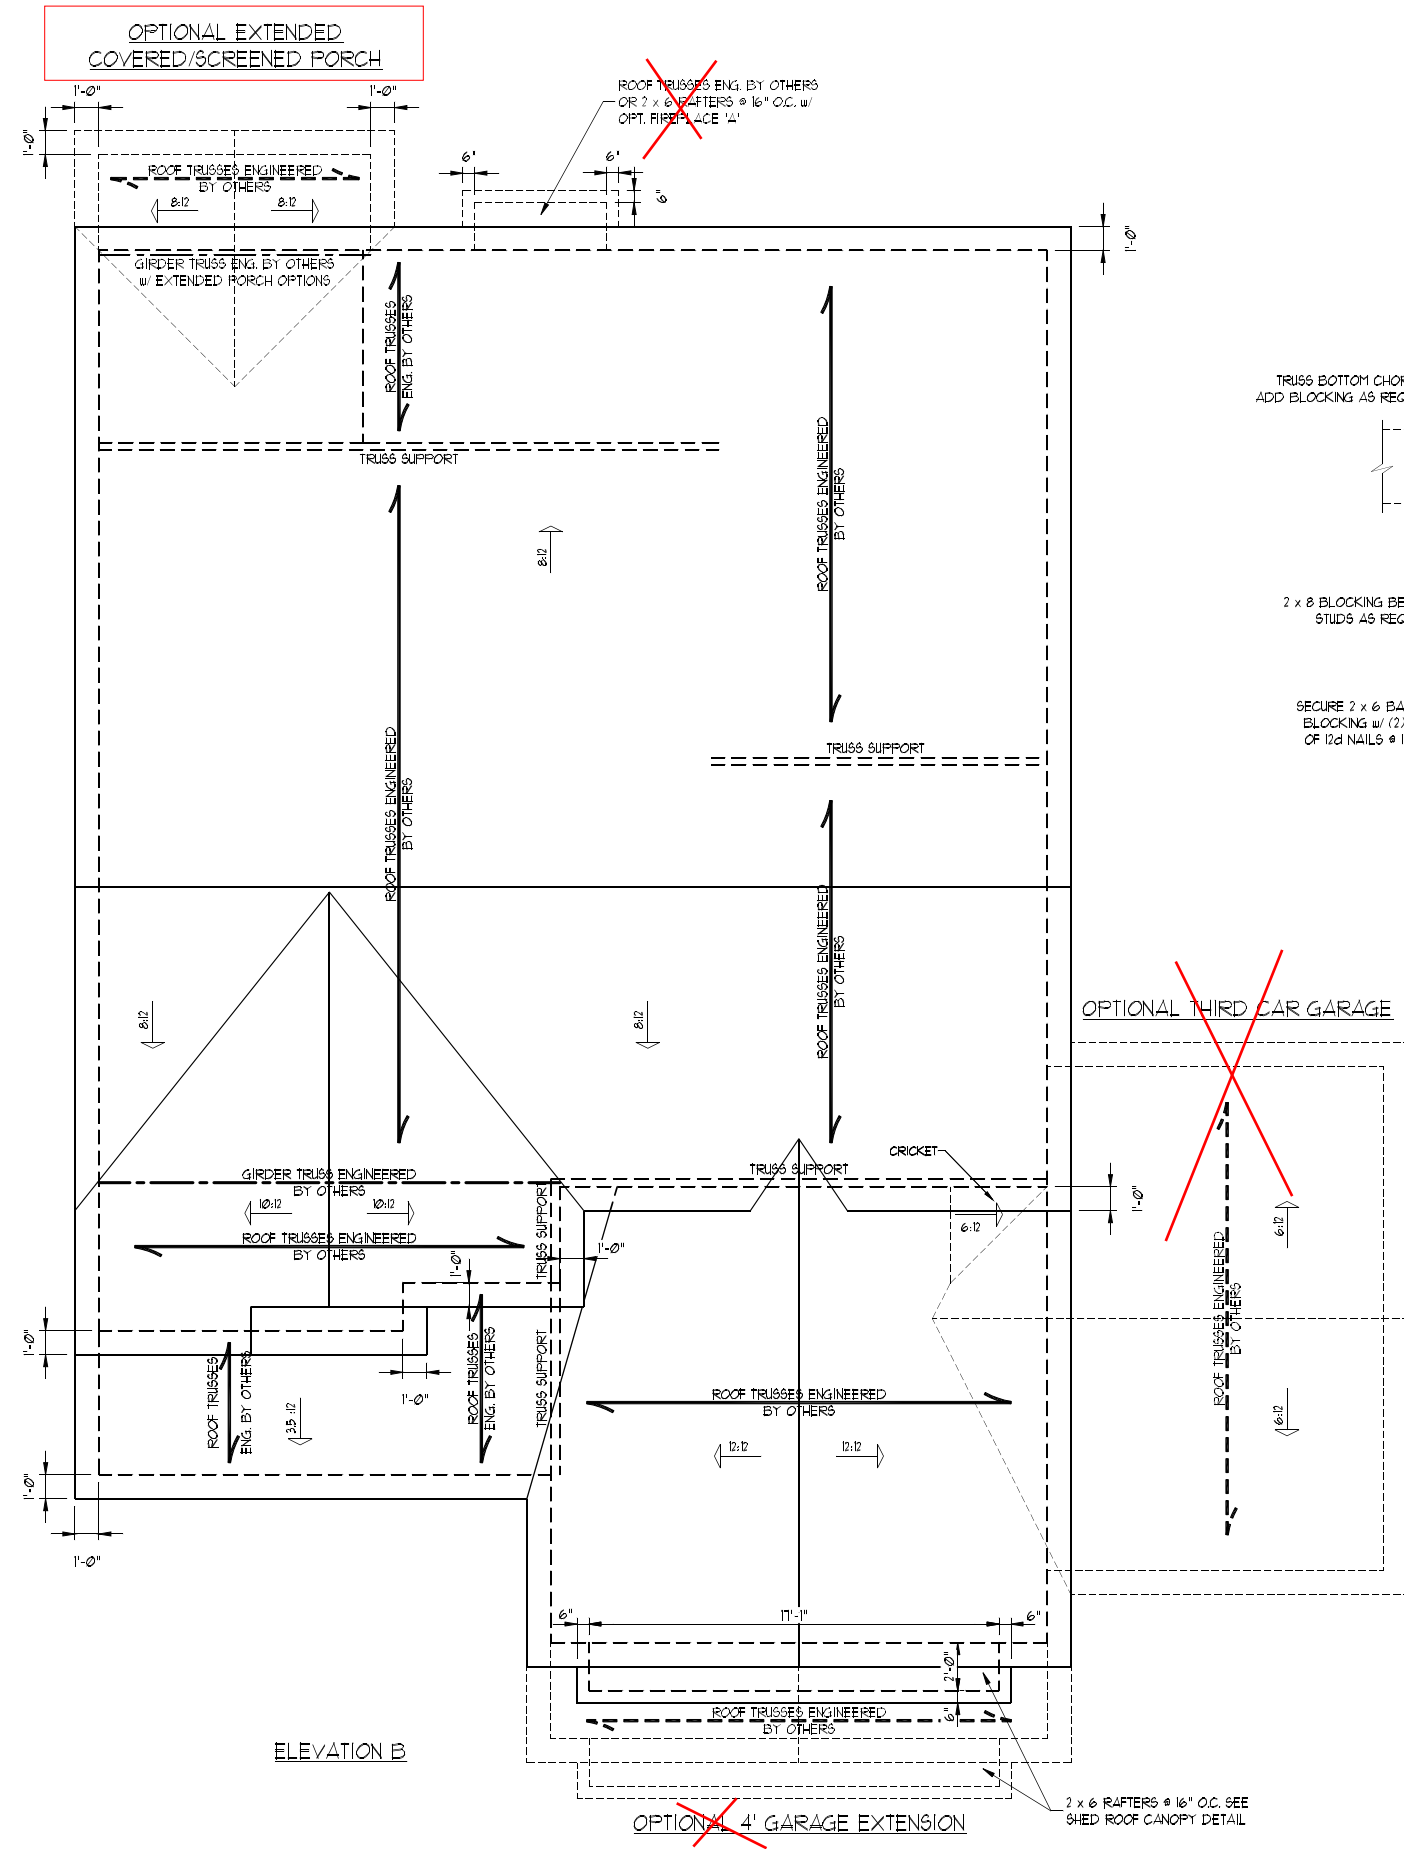 OPTIONAL EXTENDED
COVERED/SCREENED PORCH
1'-0"
1'-0"
1'-0"
ROOF TRUSSES ENG. BY OTHERS
OR 2 x 6 RAFTERS @ 16" O.C. w/
OPT. FIREPLACE 'A'
ROOF TRUSSES ENGINEERED
BY OTHERS
8:12
8:12
6"
6"
6"
1'-0"
GIRDER TRUSS ENG. BY OTHERS
w/ EXTENDED PORCH OPTIONS
ROOF TRUSSES
ENG. BY OTHERS
TRUSS BOTTOM CHOR
ADD BLOCKING AS REQ
TRUSS SUPPORT
ROOF TRUSSES ENGINEERED
BY OTHERS
8:12
2 x 8 BLOCKING BE
STUDS AS REQ
SECURE 2 x 6 BA
BLOCKING w/ (2)
OF 12d NAILS @ 1
TRUSS SUPPORT
ROOF TRUSSES ENGINEERED
BY OTHERS
ROOF TRUSSES ENGINEERED
BY OTHERS
8:12
8:12
OPTIONAL THIRD CAR GARAGE
CRICKET
TRUSS SUPPORT
GIRDER TRUSS ENGINEERED
BY OTHERS
10:12
10:12
TRUSS SUPPORT
6:12
1'-0"
6:12
ROOF TRUSSES ENGINEERED
BY OTHERS
1'-0"
1'-0"
1'-0"
ROOF TRUSSES
ENG. BY OTHERS
3.5 :12
1'-0"
ROOF TRUSSES
ENG. BY OTHERS
TRUSS SUPPORT
ROOF TRUSSES ENGINEERED
BY OTHERS
12:12
12:12
ROOF TRUSSES ENGINEERED
BY OTHERS
6:12
1'-0"
1'-0"
6"
17'-1"
6"
2'-0"
6"
ROOF TRUSSES ENGINEERED
BY OTHERS
ELEVATION B
2 x 6 RAFTERS @ 16" O.C. SEE
SHED ROOF CANOPY DETAIL
OPTIONAL 4' GARAGE EXTENSION